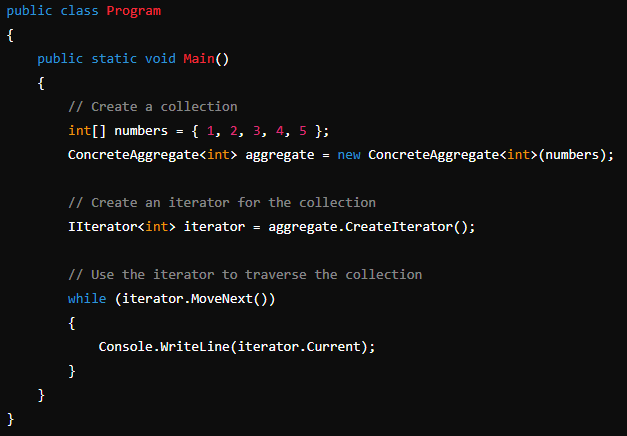 public class Program
{
    public static void Main()
    {
        // Create a collection
        int[] numbers = { 1, 2, 3, 4, 5 };
        ConcreteAggregate<int> aggregate = new ConcreteAggregate<int>(numbers);

        // Create an iterator for the collection
        IIterator<int> iterator = aggregate.CreateIterator();

        // Use the iterator to traverse the collection
        while (iterator.MoveNext())
        {
            Console.WriteLine(iterator.Current);
        }
    }
}